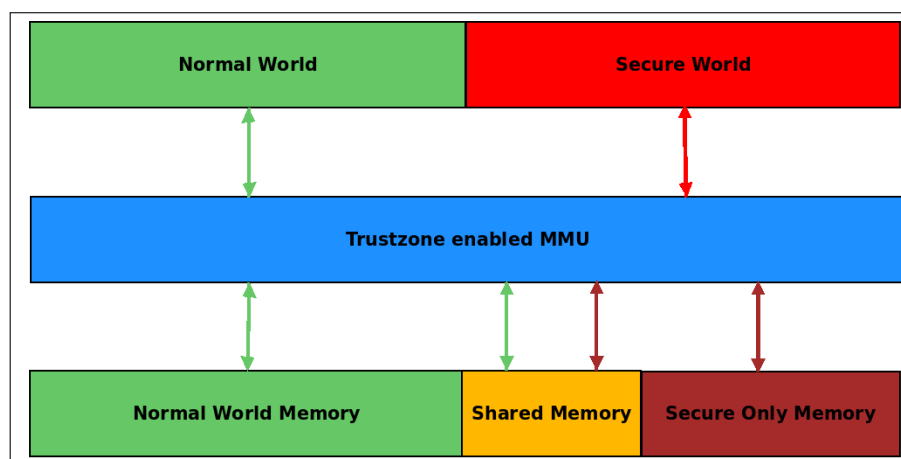 Normal World
Secure World
Trustzone enabled MMU
Normal World Memory
Shared Memory
Secure Only Memory